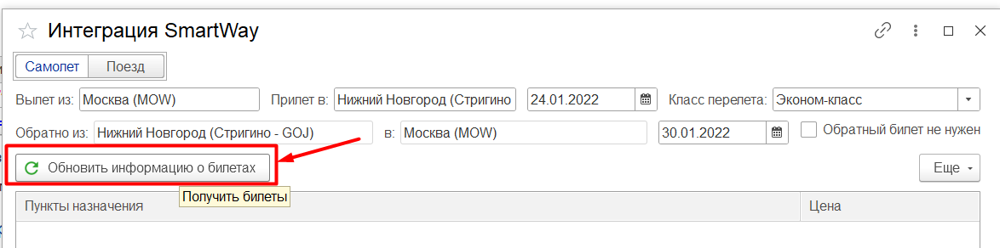 Интеграция SmartWay
Самолет Поезд
Вылет из: Москва (MOW) Прилет в: Нижний Новгород (Стригино 24.01.2022 Класс перелета: Эконом-класс
Обратно из: Нижний Новгород (Стригино - GOJ) в: Москва (MOW) 30.01.2022 Обратный билет не нужен
Обновить информацию о билетах Еще
Получить билеты
Пункты назначения Цена